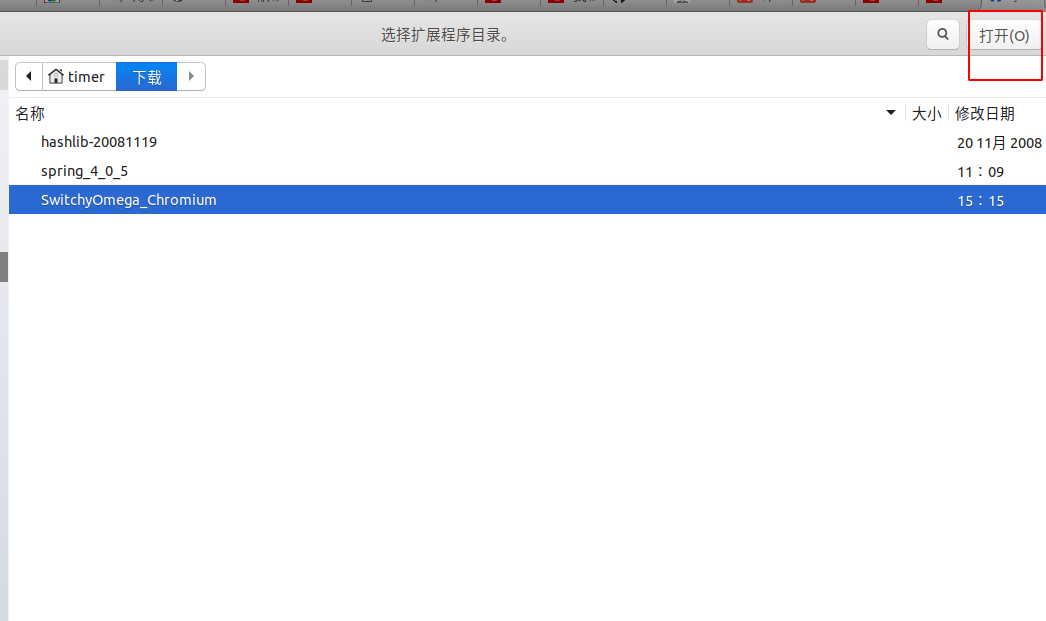 选择扩展程序目录。
打开(O)
timer
下载
名称 大小 修改日期
hashlib-20081119 20 11月 2008
spring_4_0_5 11：09
SwitchyOmega_Chromium 15：15